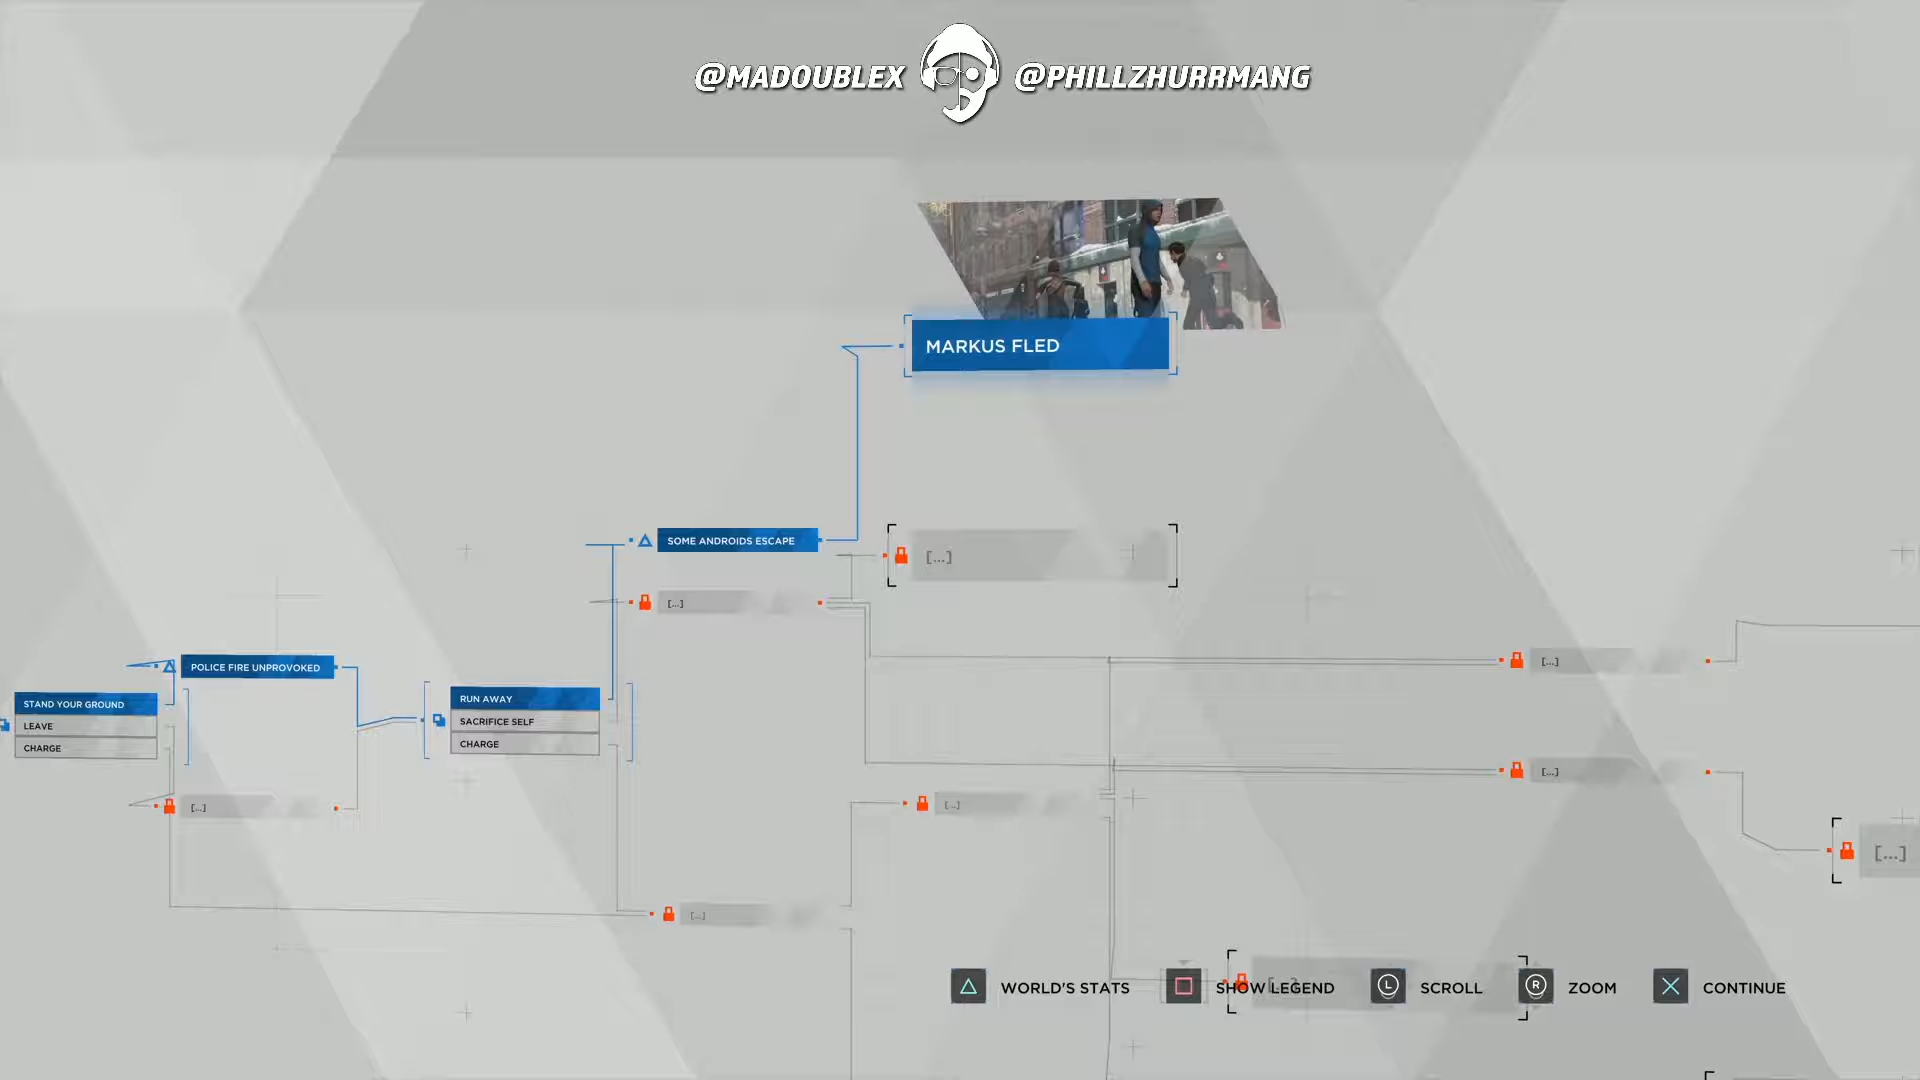 @MADOUBLEX @PHILLZHURRMANG
MARKUS FLED
SOME ANDROIDS ESCAPE
[...]
[...]
POLICE FIRE UNPROVOKED
[...]
STAND YOUR GROUND
LEAVE
CHARGE
RUN AWAY
SACRIFICE SELF
CHARGE
[...]
[...]
[...]
[...]
[...]
[...]
WORLD'S STATS
SHOW LEGEND
L SCROLL
R ZOOM
CONTINUE